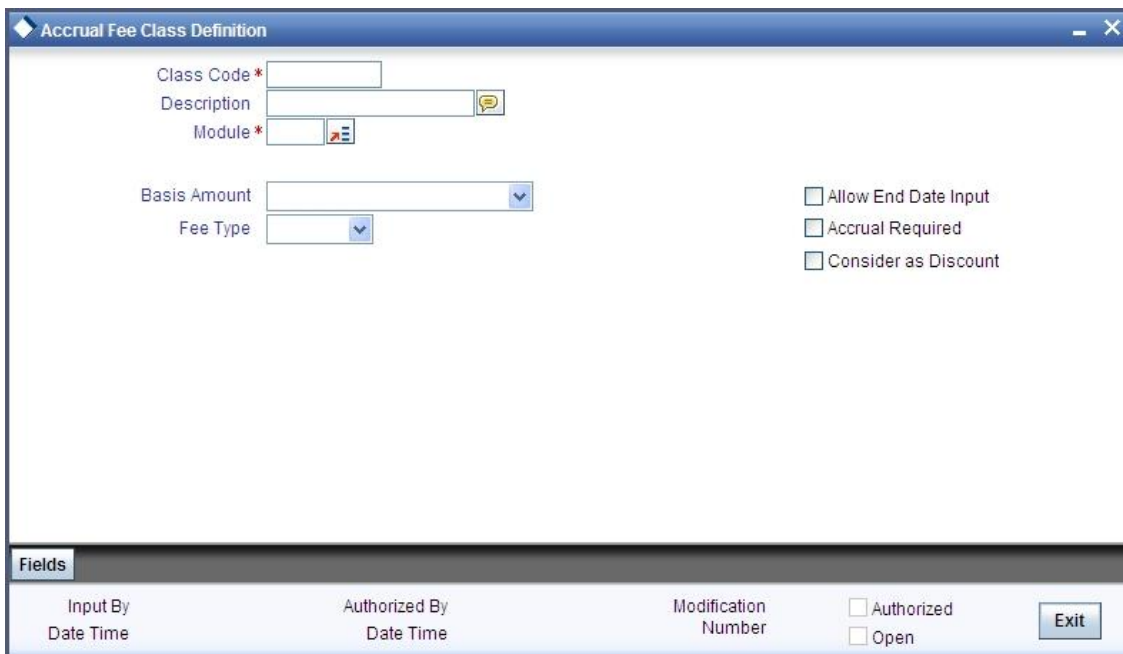 Accrual Fee Class Definition
Class Code *
Description
Module *
Basis Amount
Allow End Date Input
Fee Type
Accrual Required
Consider as Discount
Fields
Input By
Date Time
Authorized By
Date Time
Modification
Number
Authorized
Open
Exit